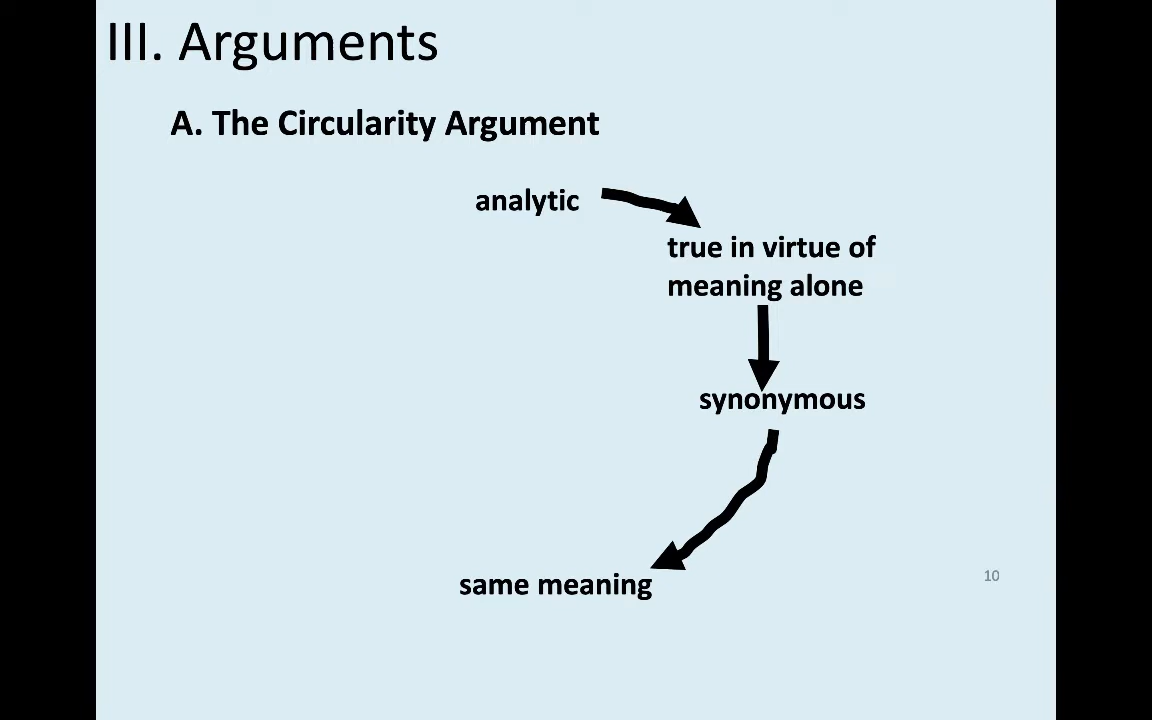 III. Arguments
A. The Circularity Argument
analytic
true in virtue of
meaning alone
synonymous
same meaning
10